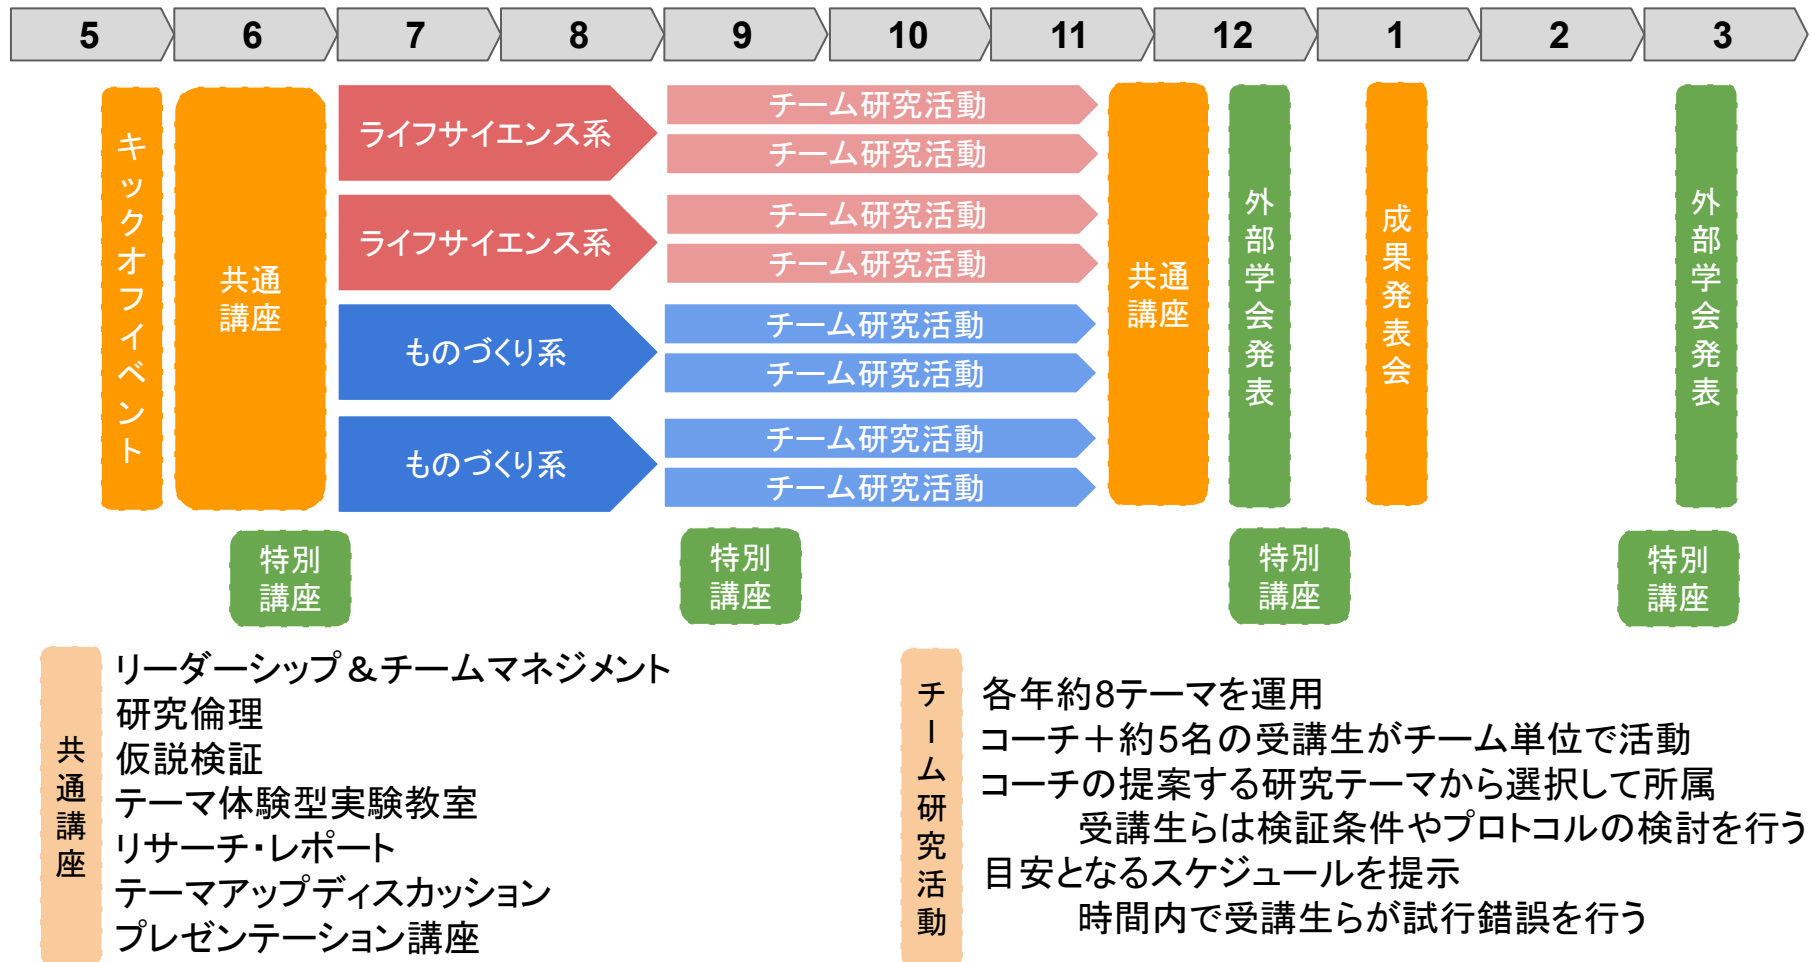 5 6 7 8 9 10 11 12 1 2 3
キックオフイベント
共通
講座
ライフサイエンス系
チーム研究活動
チーム研究活動
ライフサイエンス系
チーム研究活動
チーム研究活動
ものづくり系
チーム研究活動
チーム研究活動
ものづくり系
チーム研究活動
チーム研究活動
共通
講座
外部学会発表
成果発表会
外部学会発表
特別
講座
特別
講座
特別
講座
特別
講座
共通講座
リーダーシップ＆チームマネジメント
研究倫理
仮説検証
テーマ体験型実験教室
リサーチ・レポート
テーマアップディスカッション
プレゼンテーション講座
チーム研究活動
各年約8テーマを運用
コーチ＋約5名の受講生がチーム単位で活動
コーチの提案する研究テーマから選択して所属
受講生らは検証条件やプロトコルの検討を行う
目安となるスケジュールを提示
時間内で受講生らが試行錯誤を行う